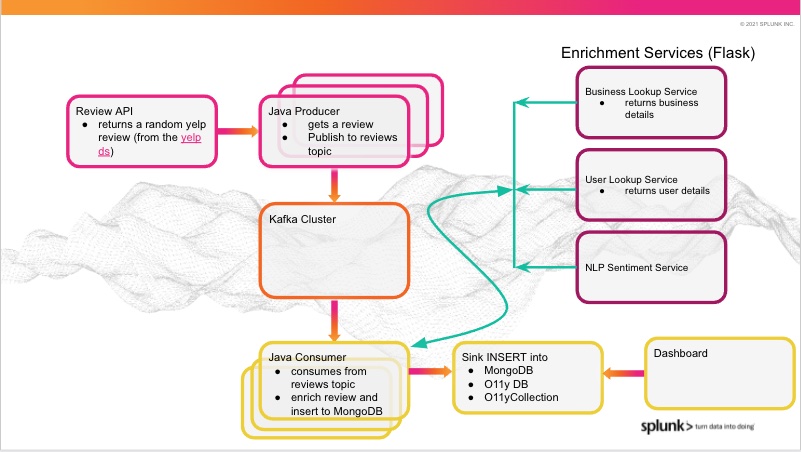 © 2021 SPLUNK INC.
Enrichment Services (Flask)
Review API
● returns a random yelp
review (from the yelp
ds)
Java Producer
● gets a review
● Publish to reviews
topic
Business Lookup Service
● returns business
details
User Lookup Service
● returns user details
NLP Sentiment Service
Kafka Cluster
Java Consumer
● consumes from
reviews topic
● enrich review and
insert to MongoDB
Sink INSERT into
● MongoDB
● O11y DB
● O11yCollection
Dashboard
splunk> turn data into doing